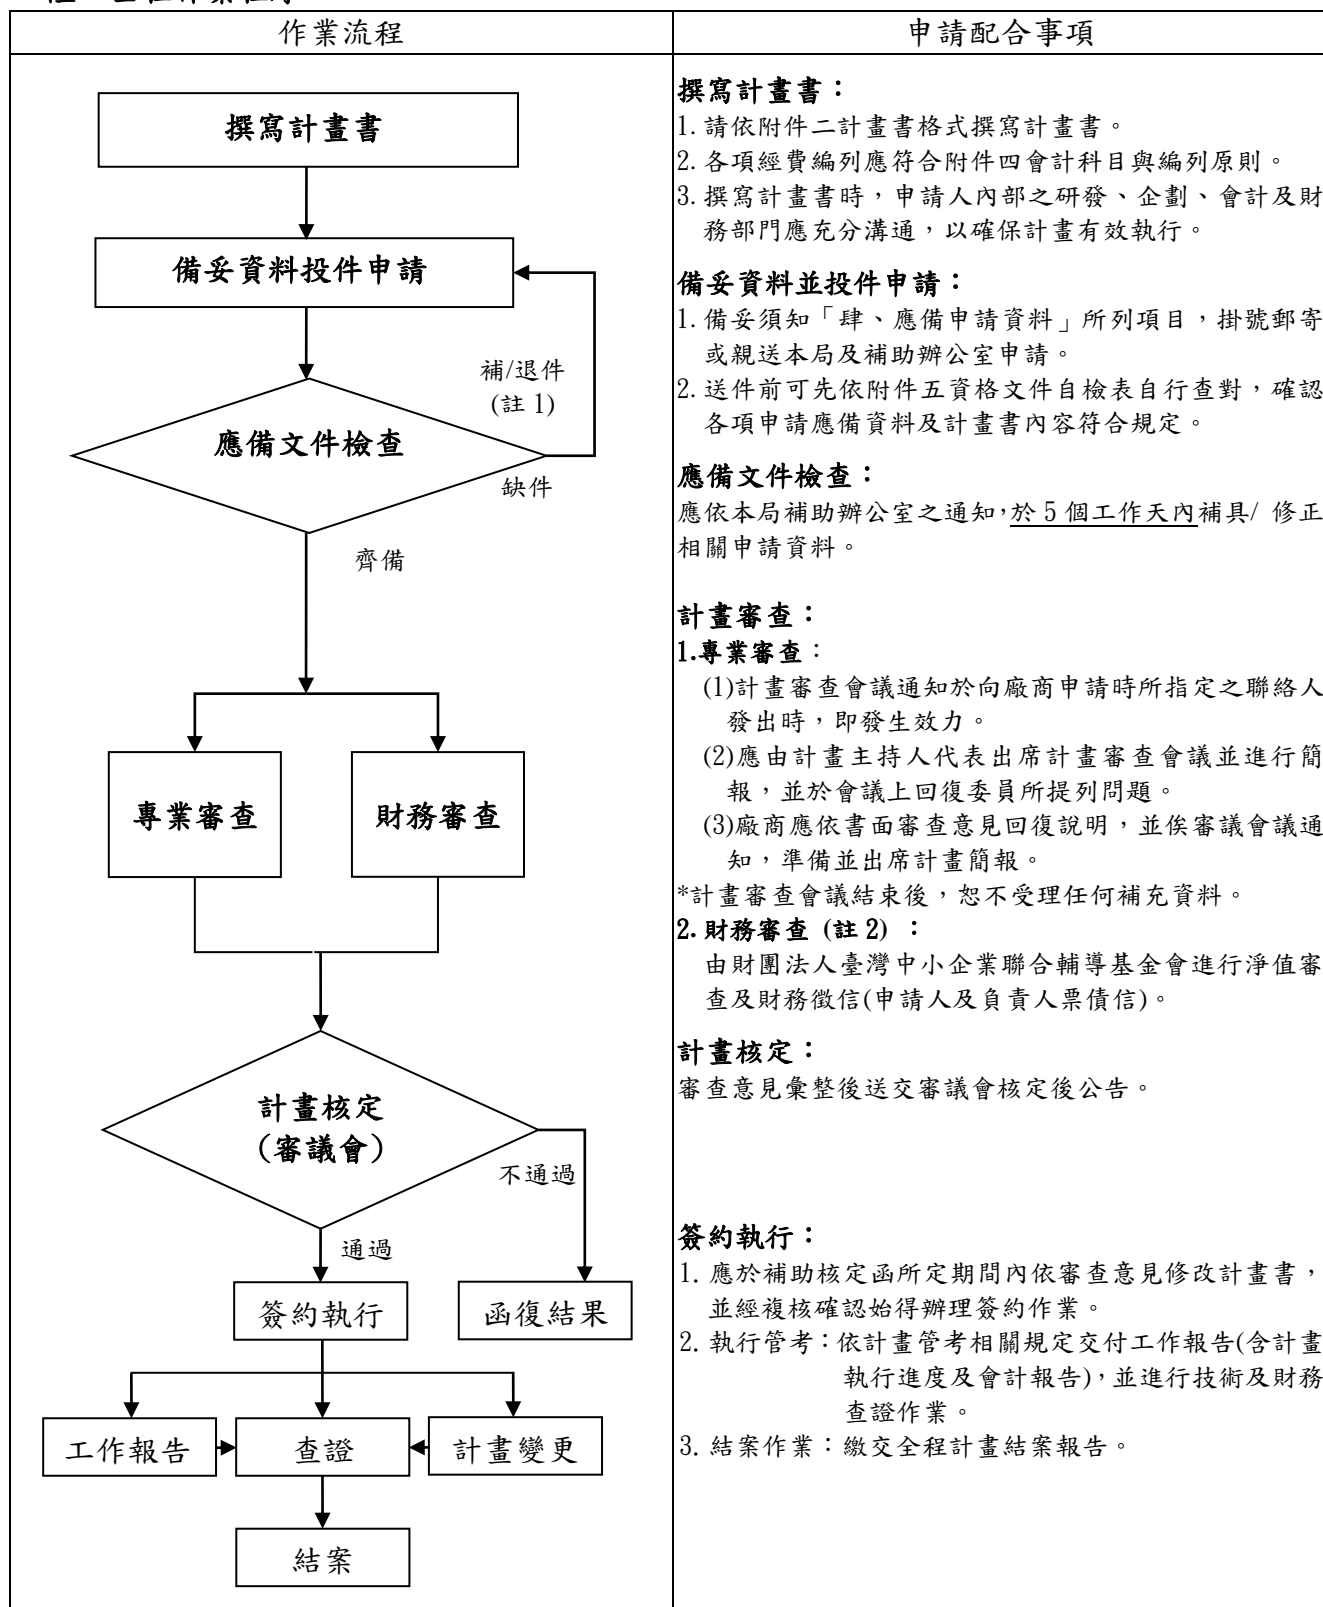 作業流程
申請配合事項
撰寫計畫書
備妥資料投件申請
補/退件
(註 1)
應備文件檢查
缺件
齊備
專業審查
財務審查
計畫核定
(審議會)
不通過
通過
簽約執行
函復結果
工作報告
查證
計畫變更
結案
撰寫計畫書：
1. 請依附件二計畫書格式撰寫計畫書。
2. 各項經費編列應符合附件四會計科目與編列原則。
3. 撰寫計畫書時，申請人內部之研發、企劃、會計及財
務部門應充分溝通，以確保計畫有效執行。
備妥資料並投件申請：
1. 備妥須知「肆、應備申請資料」所列項目，掛號郵寄
或親送本局及補助辦公室申請。
2. 送件前可先依附件五資格文件自檢表自行查對，確認
各項申請應備資料及計畫書內容符合規定。
應備文件檢查：
應依本局補助辦公室之通知，於 5 個工作天內補具/ 修正
相關申請資料。
計畫審查：
1.專業審查：
(1)計畫審查會議通知於向廠商申請時所指定之聯絡人
發出時，即發生效力。
(2)應由計畫主持人代表出席計畫審查會議並進行簡
報，並於會議上回復委員所提列問題。
(3)廠商應依書面審查意見回復說明，並俟審議會議通
知，準備並出席計畫簡報。
*計畫審查會議結束後，恕不受理任何補充資料。
2. 財務審查 (註 2) ：
由財團法人臺灣中小企業聯合輔導基金會進行淨值審
查及財務徵信(申請人及負責人票債信)。
計畫核定：
審查意見彙整後送交審議會核定後公告。
簽約執行：
1. 應於補助核定函所定期間內依審查意見修改計畫書，
並經複核確認始得辦理簽約作業。
2. 執行管考：依計畫管考相關規定交付工作報告(含計畫
執行進度及會計報告)，並進行技術及財務
查證作業。
3. 結案作業：繳交全程計畫結案報告。